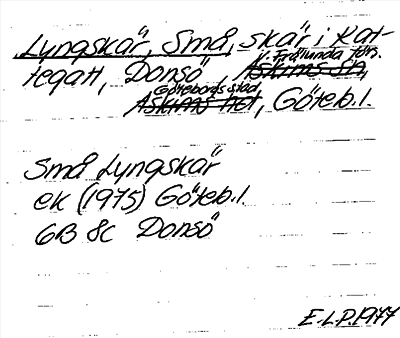 Lyngskär, Små, skär i Kat-
V. Frölunda förs.
tegatt, Donsö Askims sn,
Göteborgs stad
Askims hd, Göteb.l.
Små Lyngskär
ek (1975) Göteb.l.
6B 8c Donsö
E.L.P.1977